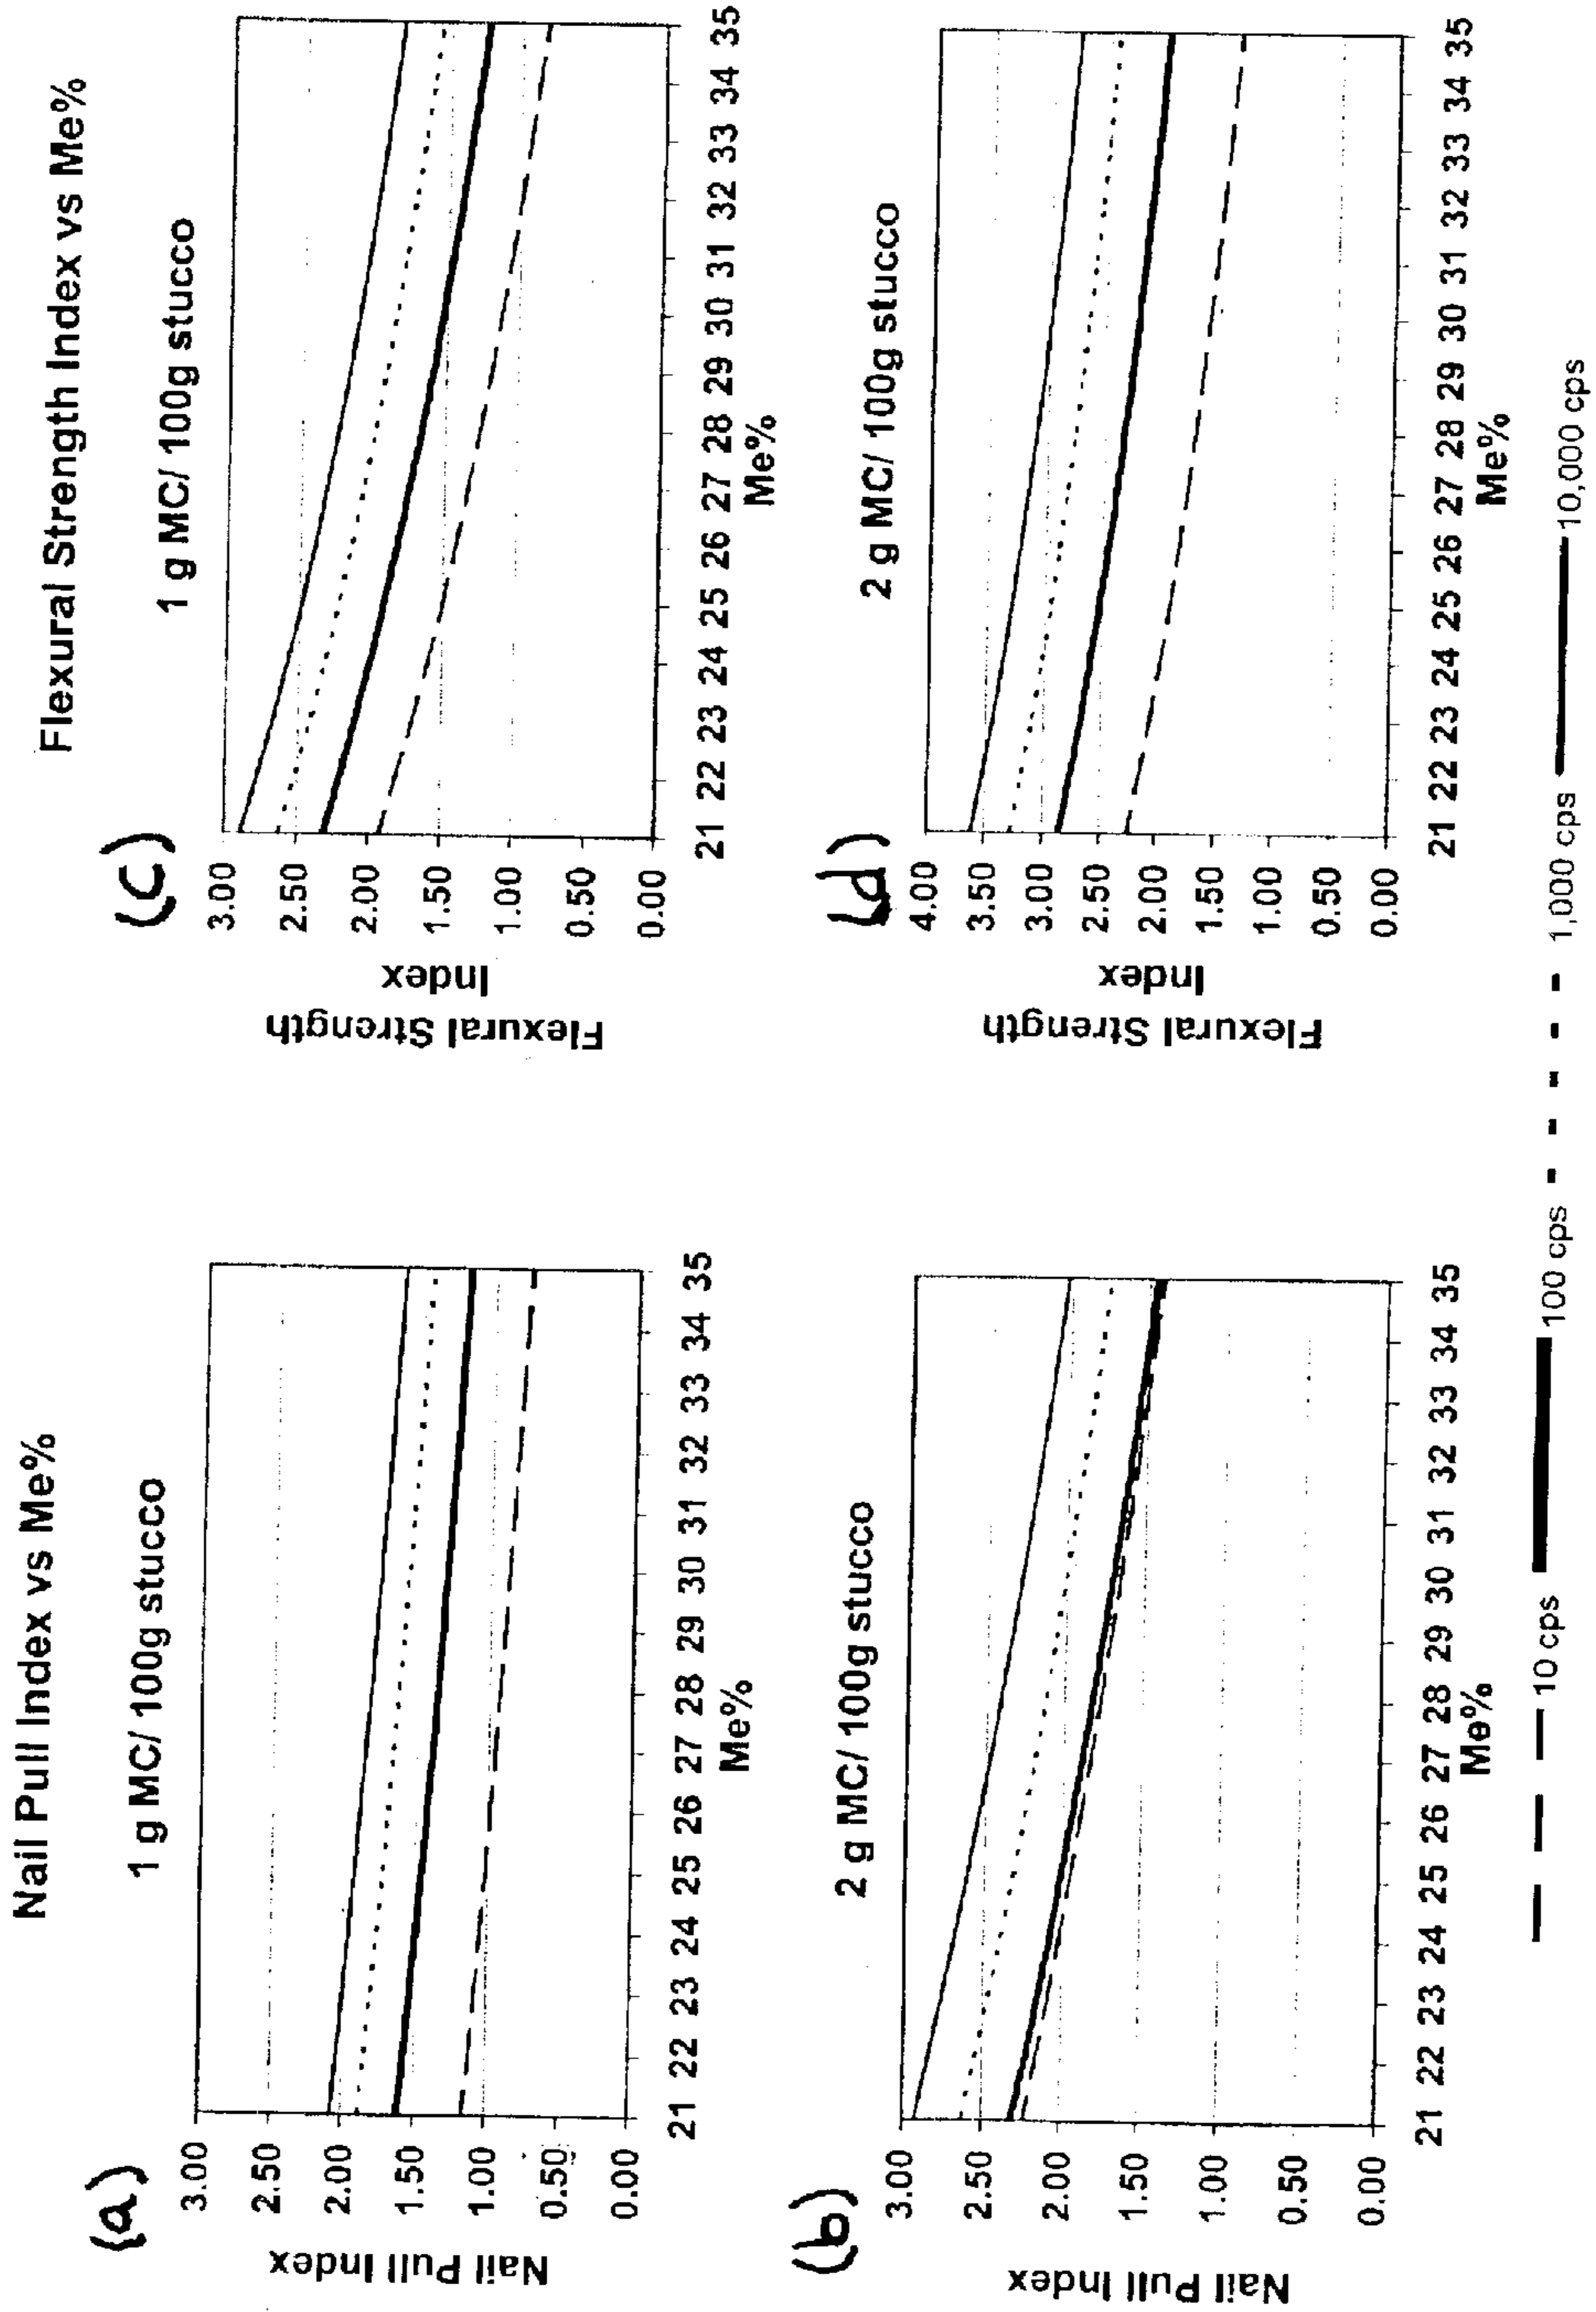 Nail Pull Index vs Me%
(a)
1 g MC/ 100g stucco
Nail Pull Index
3.00
2.50
2.00
1.50
1.00
0.50
0.00
21 22 23 24 25 26 27 28 29 30 31 32 33 34 35
Me%
(b)
2 g MC/ 100g stucco
Nail Pull Index
3.00
2.50
2.00
1.50
1.00
0.50
0.00
21 22 23 24 25 26 27 28 29 30 31 32 33 34 35
Me%
Flexural Strength Index vs Me%
(c)
1 g MC/ 100g stucco
Flexural Strength
Index
3.00
2.50
2.00
1.50
1.00
0.50
0.00
21 22 23 24 25 26 27 28 29 30 31 32 33 34 35
Me%
(d)
2 g MC/ 100g stucco
Flexural Strength
Index
4.00
3.50
3.00
2.50
2.00
1.50
1.00
0.50
0.00
21 22 23 24 25 26 27 28 29 30 31 32 33 34 35
Me%
10 cps 100 cps 1,000 cps 10,000 cps